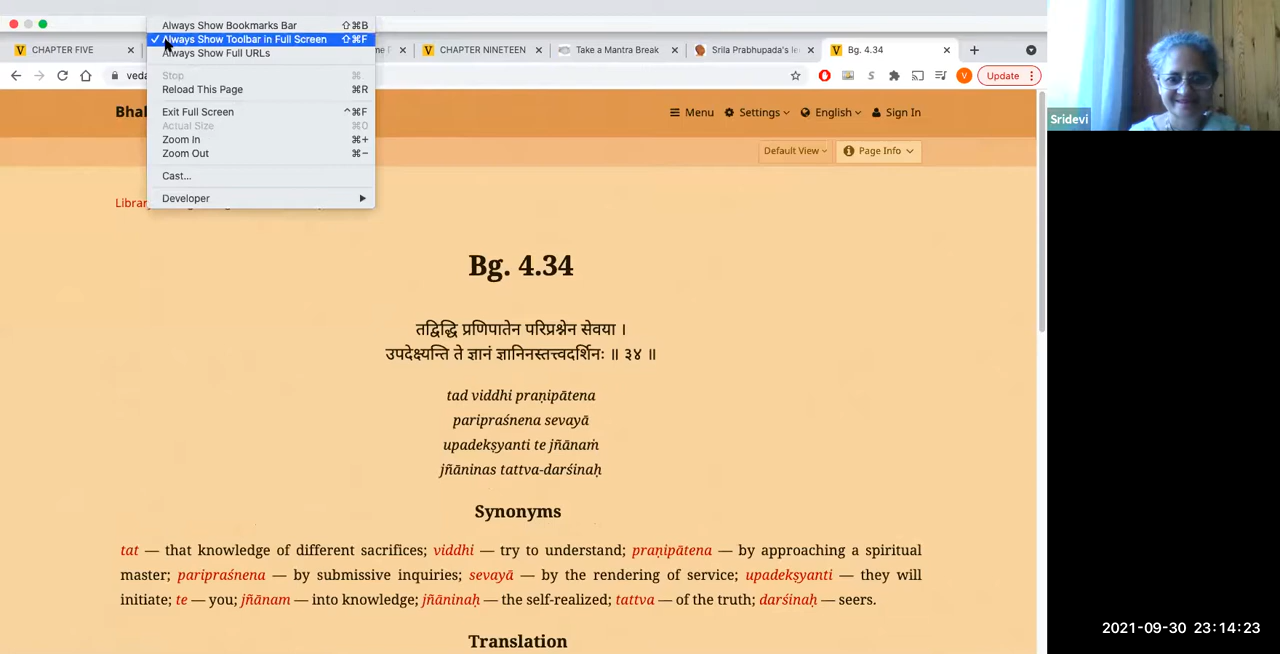 Always Show Bookmarks Bar ⇧⌘B
✓ Always Show Toolbar in Full Screen ⇧⌘F
Always Show Full URLs
Stop ⌘.
Reload This Page ⌘R
Exit Full Screen ^⌘F
Actual Size ⌘0
Zoom In ⌘+
Zoom Out ⌘–
Cast...
Developer
CHAPTER FIVE
CHAPTER NINETEEN
Take a Mantra Break
Srila Prabhupada's le
Bg. 4.34
V
Update
Menu Settings English Sign In
Default View Page Info
Bg. 4.34
तद्विद्धि प्रणिपातेन परिप्रश्नेन सेवया ।
उपदेक्ष्यन्ति ते ज्ञानं ज्ञानिनस्तत्त्वदर्शिनः ॥ ३४ ॥
tad viddhi praṇipātena
paripraśnena sevayā
upadekṣyanti te jñānaṁ
jñāninas tattva-darśinaḥ
Synonyms
tat — that knowledge of different sacrifices; viddhi — try to understand; praṇipātena — by approaching a spiritual
master; paripraśnena — by submissive inquiries; sevayā — by the rendering of service; upadekṣyanti — they will
initiate; te — you; jñānam — into knowledge; jñāninaḥ — the self-realized; tattva — of the truth; darśinaḥ — seers.
Translation
Sridevi
2021-09-30 23:14:23